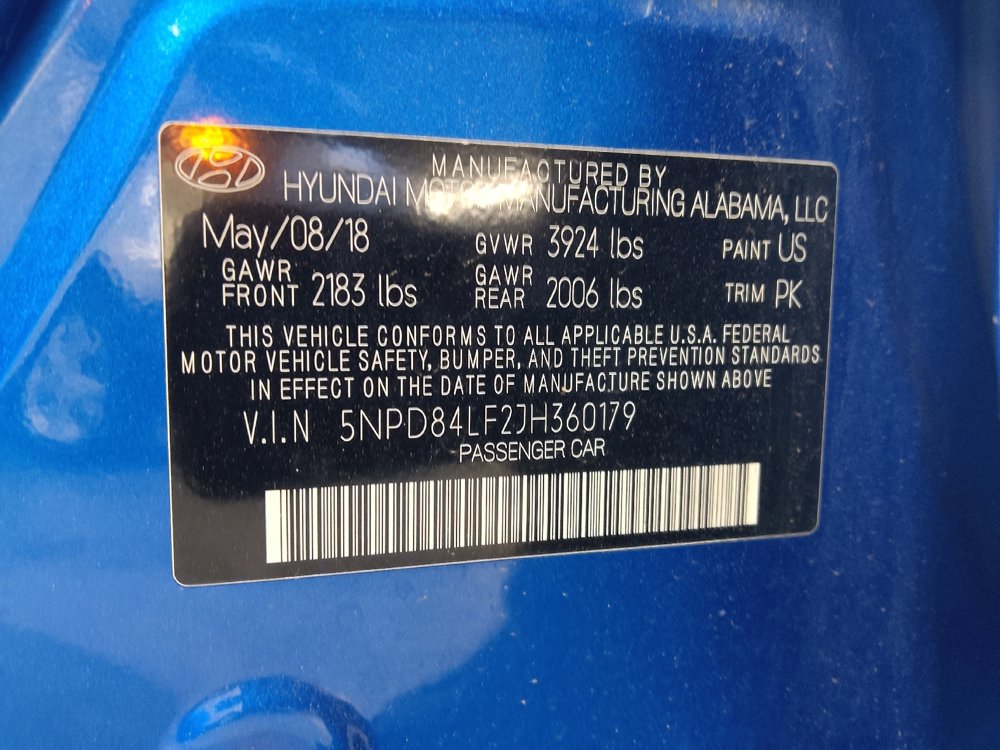 MANUFACTURED BY
HYUNDAI MOTOR MANUFACTURING ALABAMA, LLC
May/08/18 GVWR 3924 lbs PAINT US
GAWR FRONT 2183 lbs GAWR REAR 2006 lbs TRIM PK
THIS VEHICLE CONFORMS TO ALL APPLICABLE U.S.A. FEDERAL
MOTOR VEHICLE SAFETY, BUMPER, AND THEFT PREVENTION STANDARDS
IN EFFECT ON THE DATE OF MANUFACTURE SHOWN ABOVE
V.I.N 5NPD84LF2JH360179
PASSENGER CAR